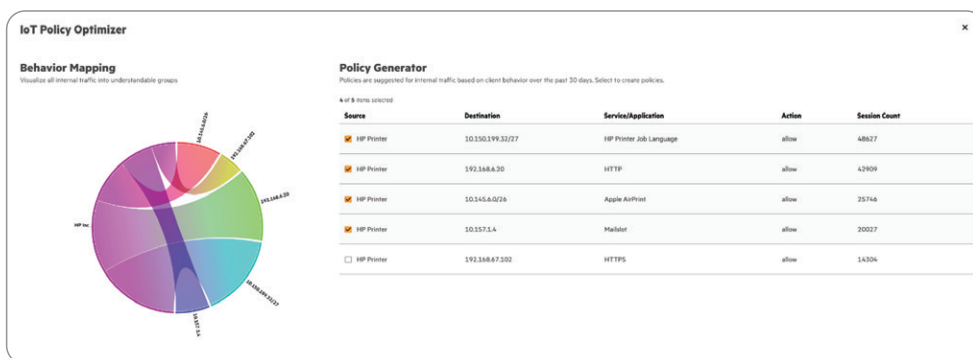 IoT Policy Optimizer
×
Behavior Mapping
Visualize all internal traffic into understandable groups
10.145.6.0/26
192.168.67.102
192.168.6.20
HP Inc
10.150.199.32/27
10.157.1.4
Policy Generator
Policies are suggested for internal traffic based on client behavior over the past 30 days. Select to create policies.
4 of 5 items selected
Source Destination Service/Application Action Session Count
HP Printer 10.150.199.32/27 HP Printer Job Language allow 48627
HP Printer 192.168.6.20 HTTP allow 42909
HP Printer 10.145.6.0/26 Apple AirPrint allow 25746
HP Printer 10.157.1.4 Mailslot allow 20027
HP Printer 192.168.67.102 HTTPS allow 14304